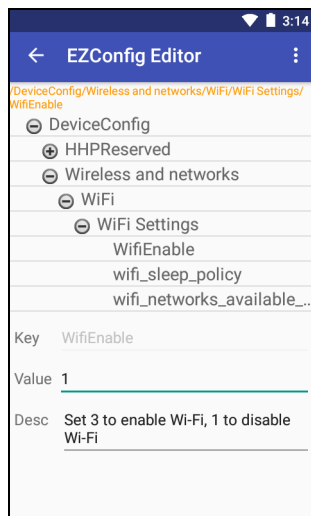 3:14
EZConfig Editor
/DeviceConfig/Wireless and networks/WiFi/WiFi Settings/
WifiEnable
DeviceConfig
HHPReserved
Wireless and networks
WiFi
WiFi Settings
WifiEnable
wifi_sleep_policy
wifi_networks_available_...
Key WifiEnable
Value 1
Desc Set 3 to enable Wi-Fi, 1 to disable
Wi-Fi